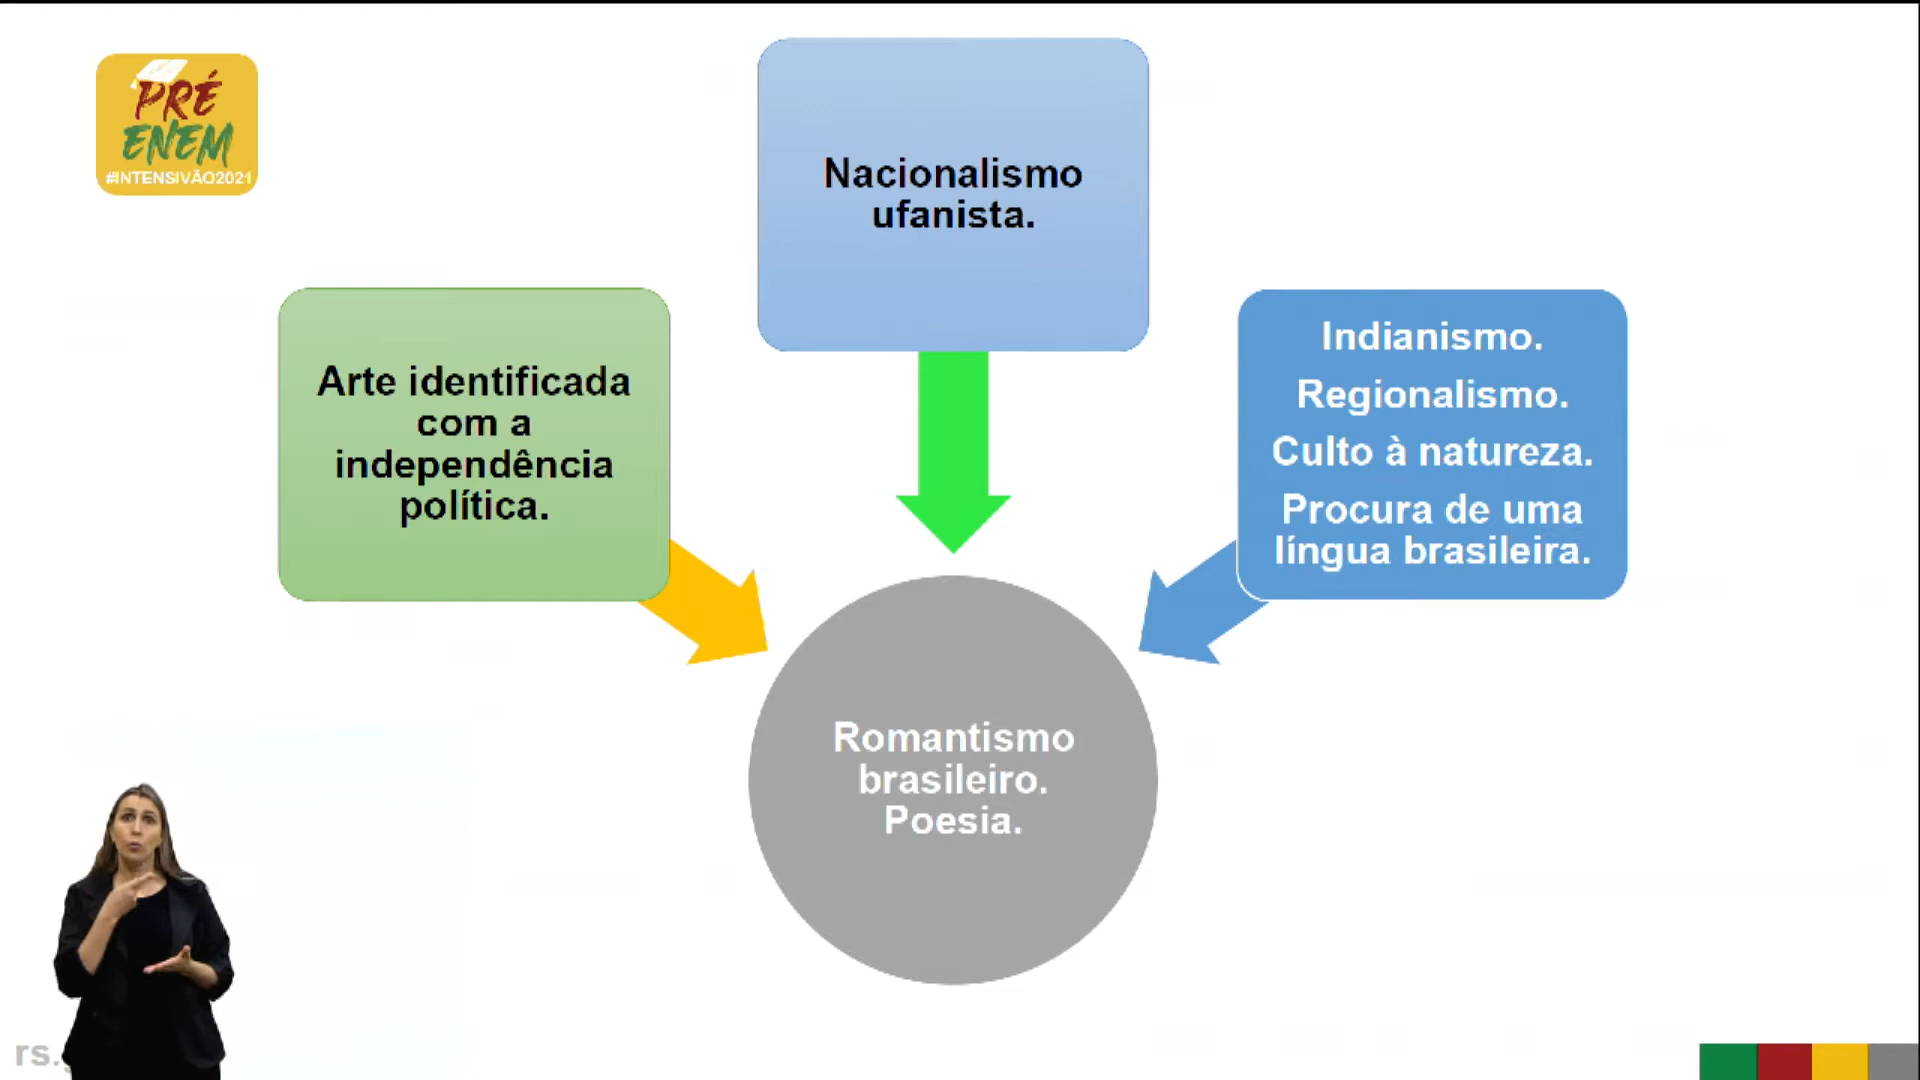 PRÉ
ENEM
#INTENSIVÃO2021
Nacionalismo
ufanista.
Arte identificada
com a
independência
política.
Indianismo.
Regionalismo.
Culto à natureza.
Procura de uma
língua brasileira.
Romantismo
brasileiro.
Poesia.
rs.